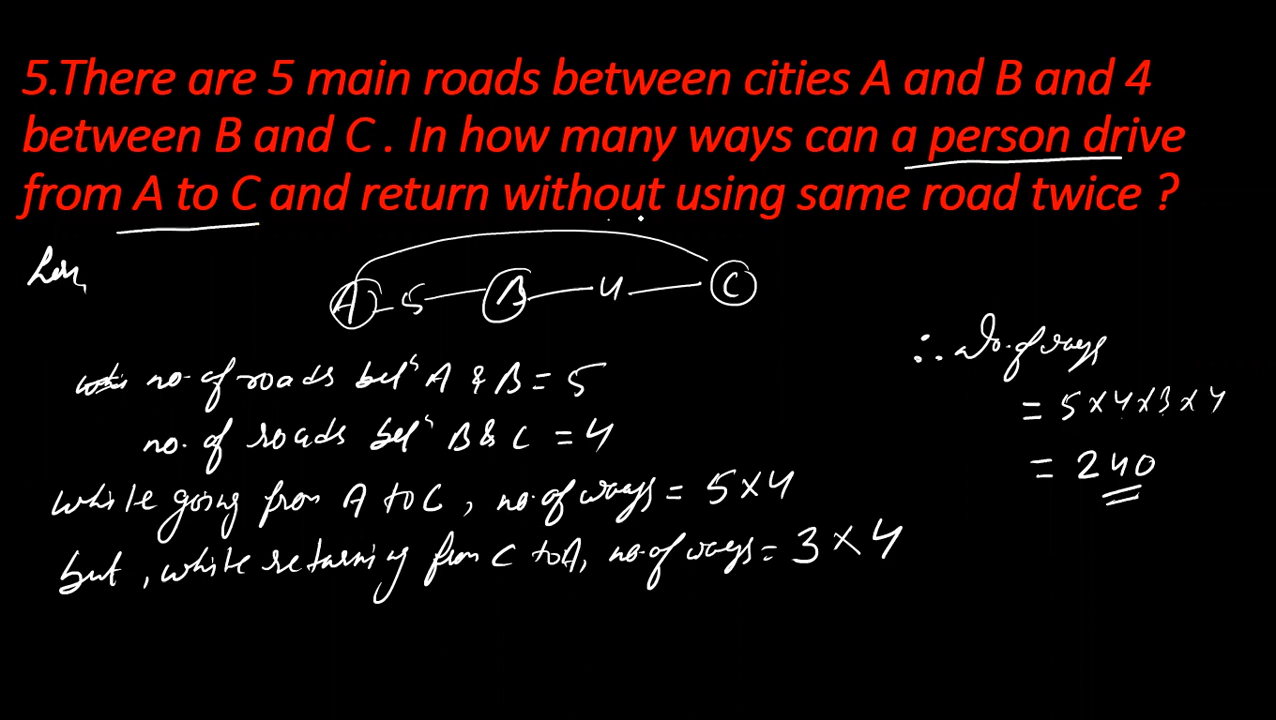 5.There are 5 main roads between cities A and B and 4
between B and C . In how many ways can a person drive
from A to C and return without using same road twice ?
A 5 B 4 C
no. of roads betⁿ A & B = 5
no. of roads betⁿ B & C = 4
while going from A to C, no. of ways = 5 × 4
but, while returning from C to A, no. of ways = 3 × 4
∴ No. of ways
= 5 × 4 × 3 × 4
= 240